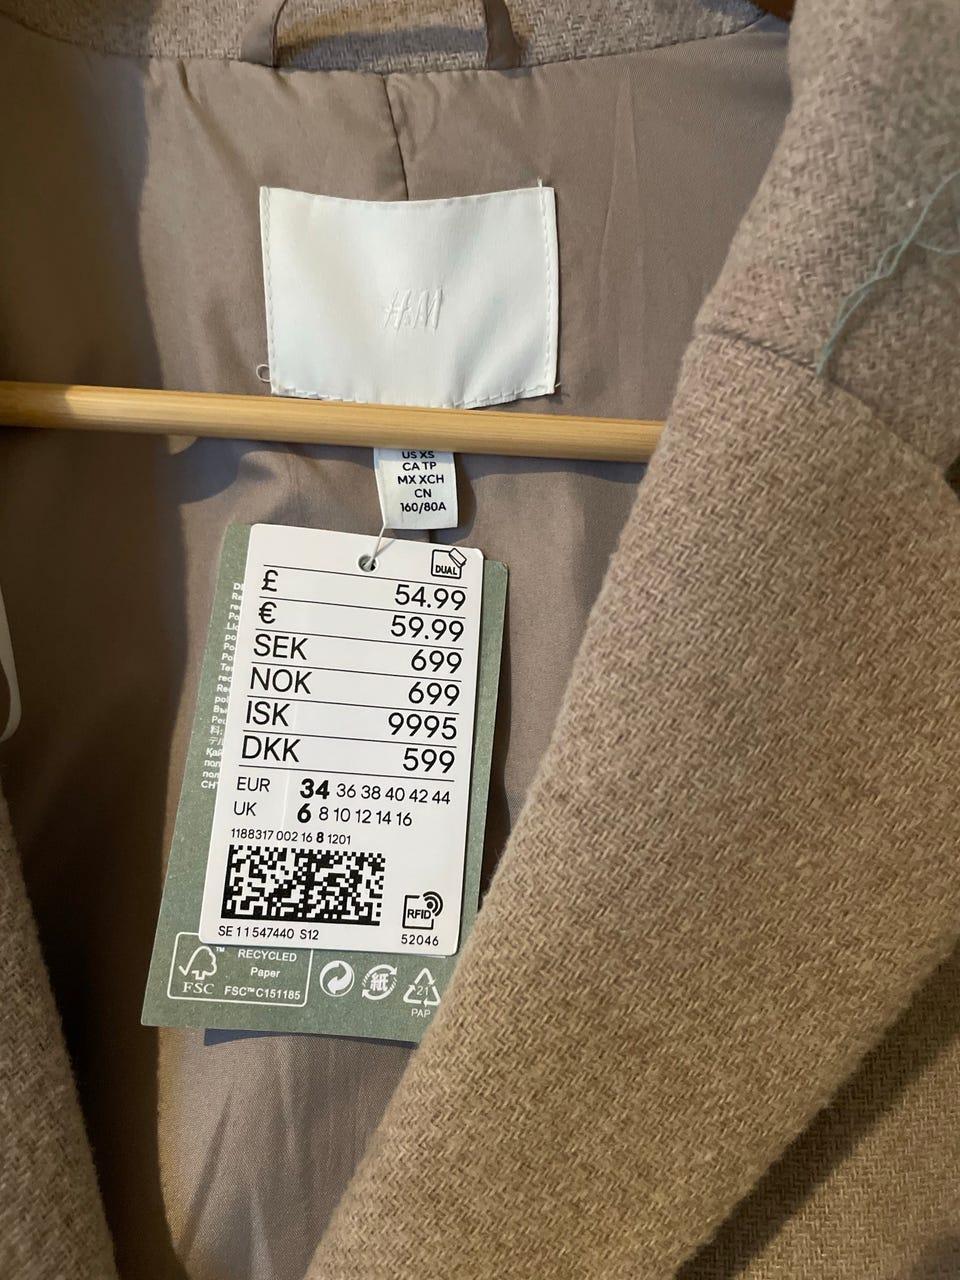 H&M
US XS
CA TP
MX XCH
CN
160/80A
DUAL
£ 54.99
€ 59.99
SEK 699
NOK 699
ISK 9995
DKK 599
EUR 34 36 38 40 42 44
UK 6 8 10 12 14 16
1188317 002 16 8 1201
RFID
SE 11547440 S12
52046
RECYCLED
Paper
FSC™ C151185
FSC
紙
21
PAP